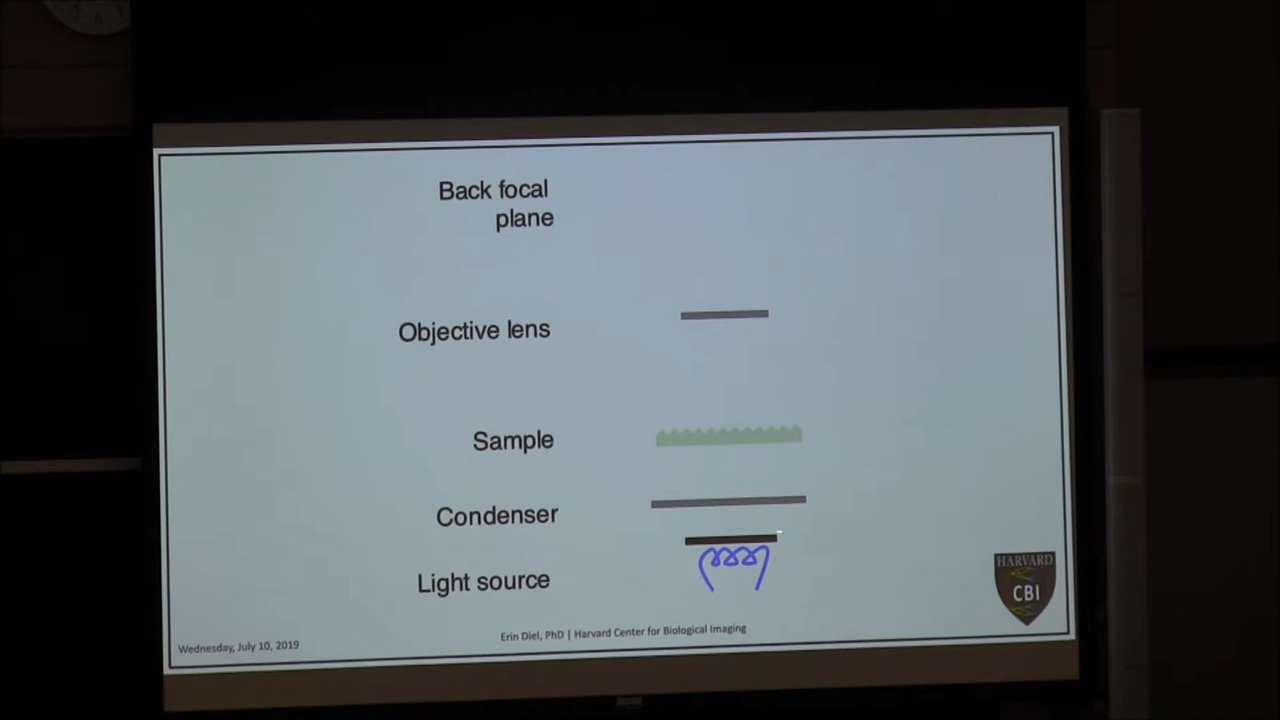 Back focal
plane
Objective lens
Sample
Condenser
Light source
HARVARD
CBI
Erin Diel, PhD | Harvard Center for Biological Imaging
Wednesday, July 10, 2019